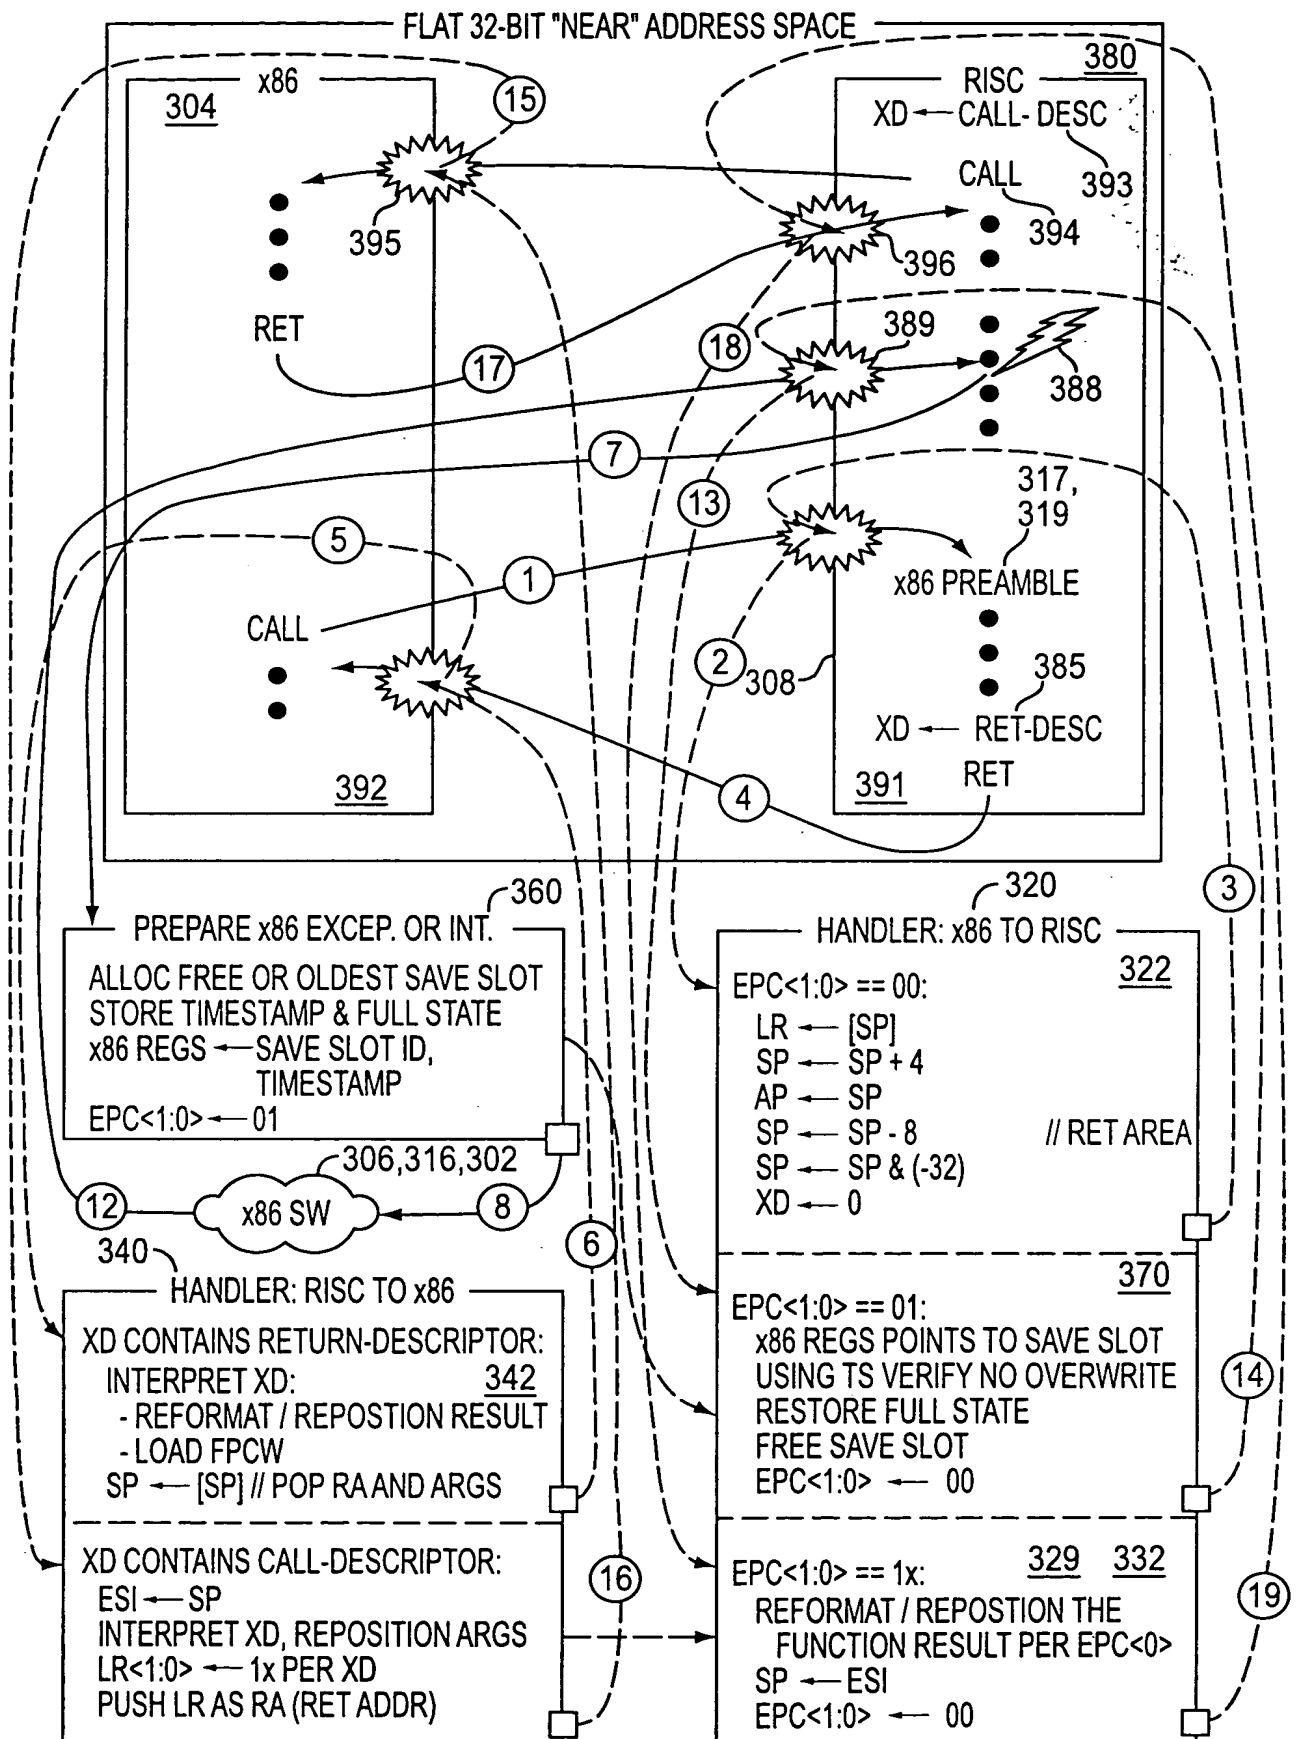 FLAT 32-BIT "NEAR" ADDRESS SPACE
x86
304
15
395
RET
17
5
1
CALL
392
380
RISC
XD ← CALL- DESC
393
CALL
394
396
18
389
388
7
13
317,
319
x86 PREAMBLE
2
308
385
XD ← RET-DESC
RET
391
4
3
360
PREPARE x86 EXCEP. OR INT.
ALLOC FREE OR OLDEST SAVE SLOT
STORE TIMESTAMP & FULL STATE
x86 REGS ← SAVE SLOT ID,
TIMESTAMP
EPC<1:0> ← 01
306,316,302
12
x86 SW
8
6
340
HANDLER: RISC TO x86
XD CONTAINS RETURN-DESCRIPTOR:
INTERPRET XD: 342
- REFORMAT / REPOSTION RESULT
- LOAD FPCW
SP ← [SP] // POP RA AND ARGS
XD CONTAINS CALL-DESCRIPTOR:
ESI ← SP
INTERPRET XD, REPOSITION ARGS
LR<1:0> ← 1x PER XD
PUSH LR AS RA (RET ADDR)
16
320
HANDLER: x86 TO RISC
322
EPC<1:0> == 00:
LR ← [SP]
SP ← SP + 4
AP ← SP
SP ← SP - 8 // RET AREA
SP ← SP & (-32)
XD ← 0
370
EPC<1:0> == 01:
x86 REGS POINTS TO SAVE SLOT
USING TS VERIFY NO OVERWRITE
RESTORE FULL STATE
FREE SAVE SLOT
EPC<1:0> ← 00
14
EPC<1:0> == 1x: 329 332
REFORMAT / REPOSTION THE
FUNCTION RESULT PER EPC<0>
SP ← ESI
EPC<1:0> ← 00
19